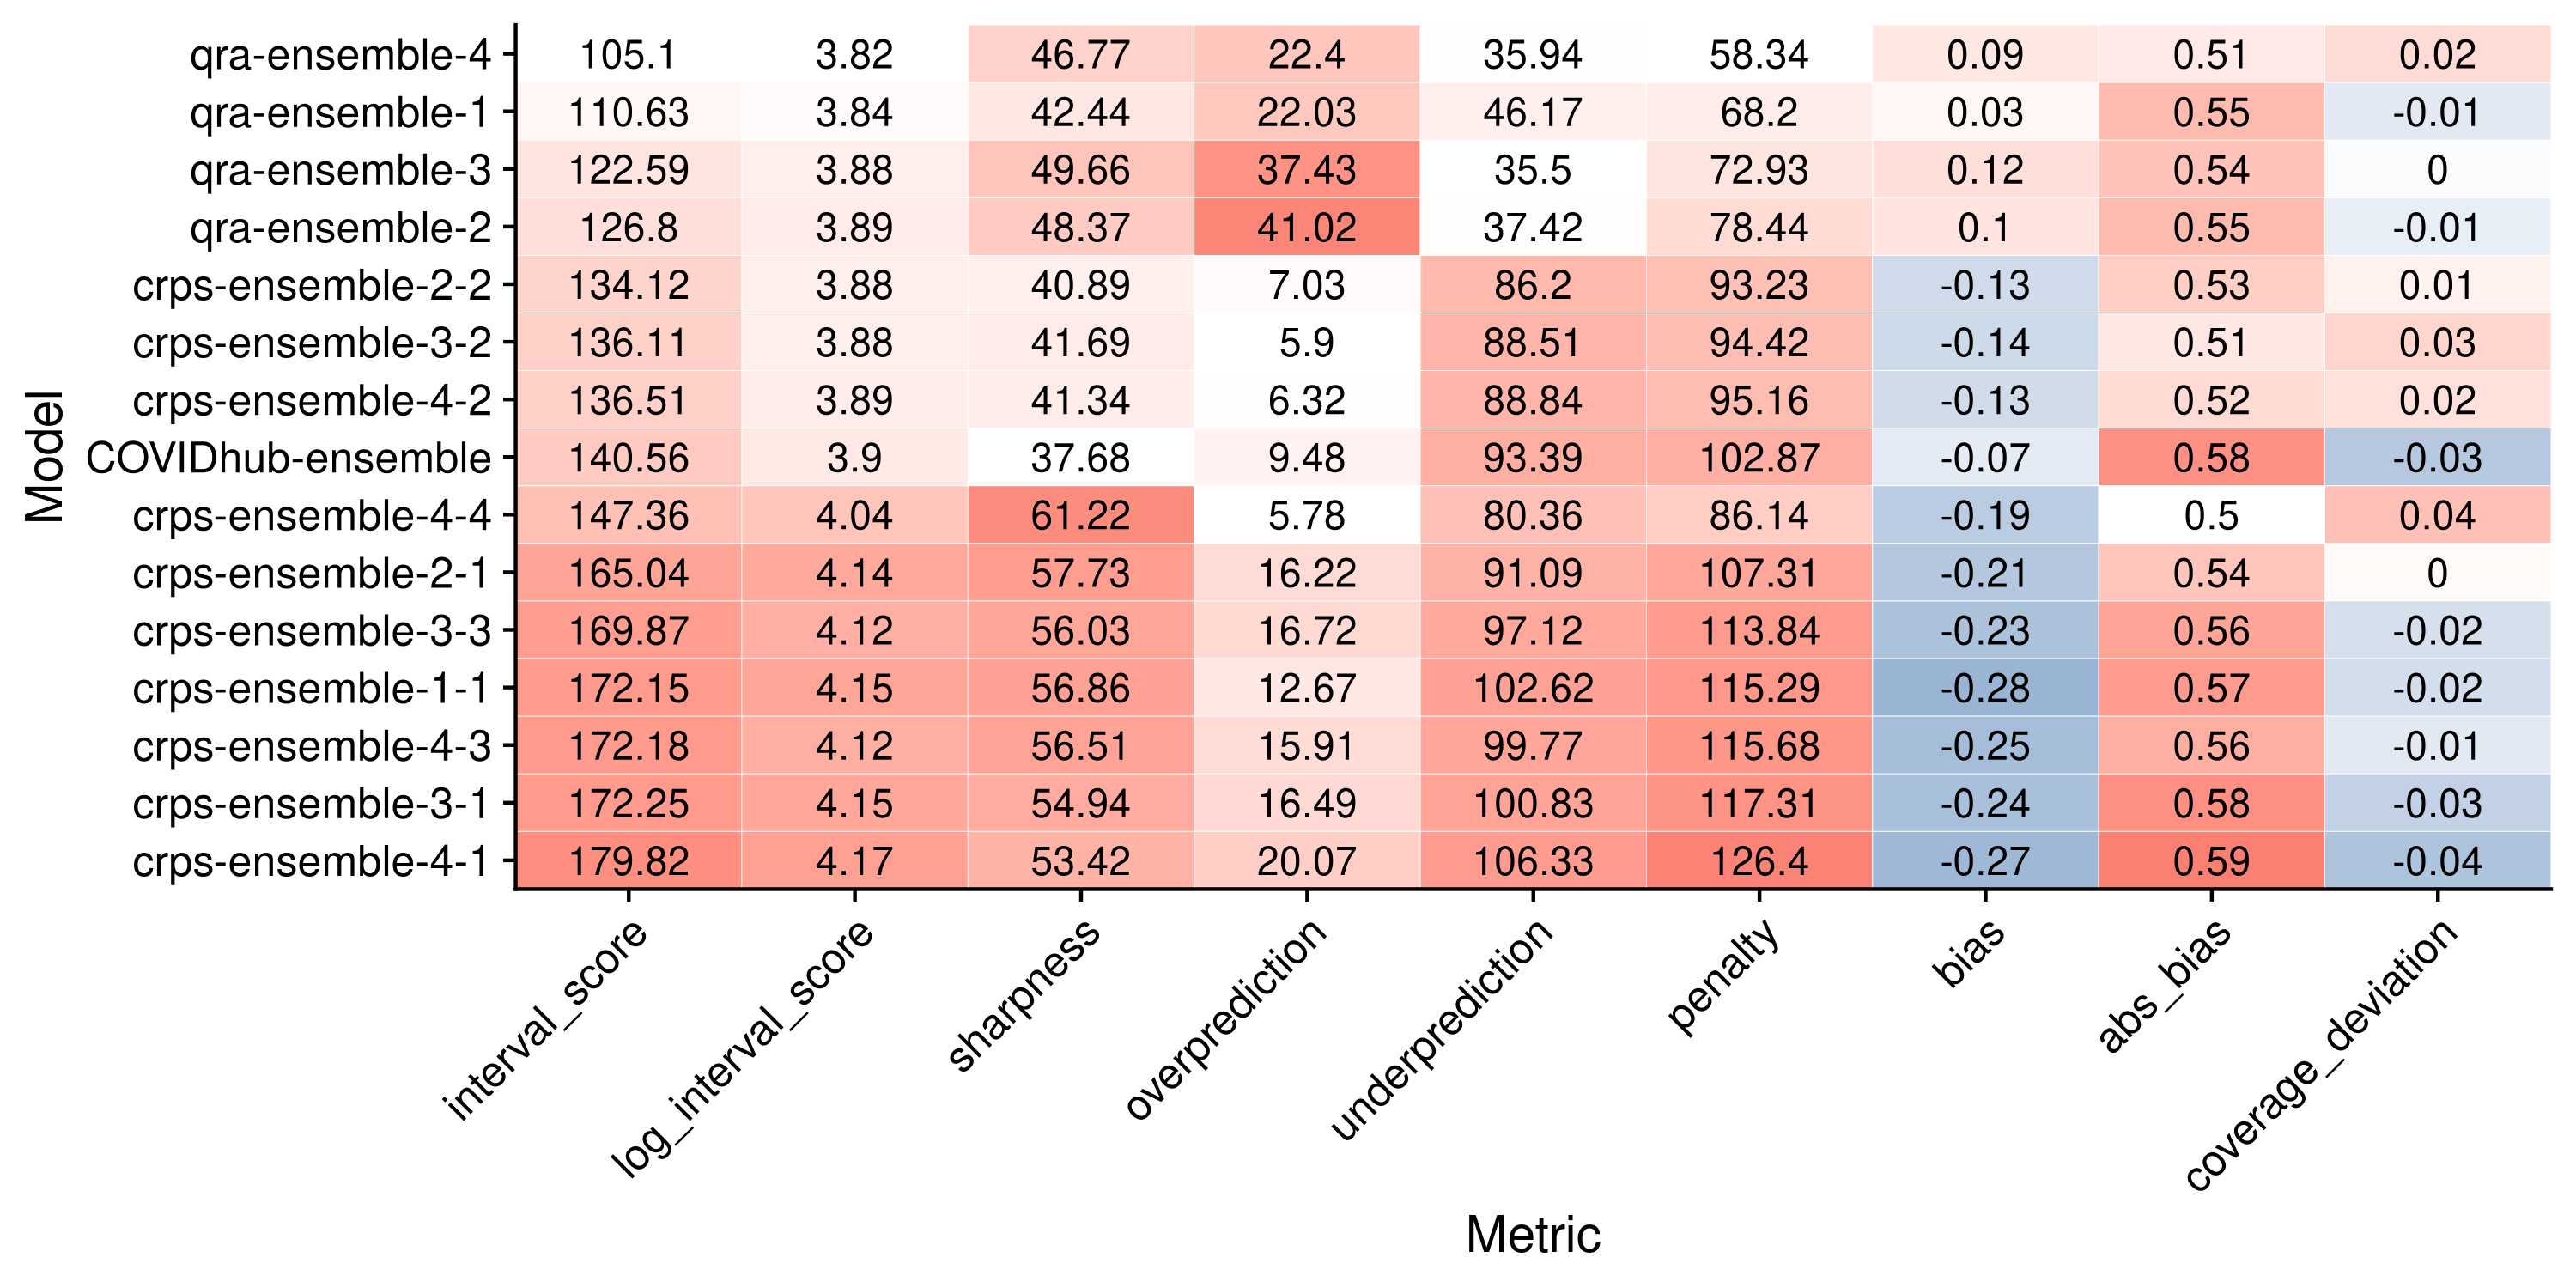 qra-ensemble-4 105.1 3.82 46.77 22.4 35.94 58.34 0.09 0.51 0.02
qra-ensemble-1 110.63 3.84 42.44 22.03 46.17 68.2 0.03 0.55 -0.01
qra-ensemble-3 122.59 3.88 49.66 37.43 35.5 72.93 0.12 0.54 0
qra-ensemble-2 126.8 3.89 48.37 41.02 37.42 78.44 0.1 0.55 -0.01
crps-ensemble-2-2 134.12 3.88 40.89 7.03 86.2 93.23 -0.13 0.53 0.01
crps-ensemble-3-2 136.11 3.88 41.69 5.9 88.51 94.42 -0.14 0.51 0.03
crps-ensemble-4-2 136.51 3.89 41.34 6.32 88.84 95.16 -0.13 0.52 0.02
COVIDhub-ensemble 140.56 3.9 37.68 9.48 93.39 102.87 -0.07 0.58 -0.03
crps-ensemble-4-4 147.36 4.04 61.22 5.78 80.36 86.14 -0.19 0.5 0.04
crps-ensemble-2-1 165.04 4.14 57.73 16.22 91.09 107.31 -0.21 0.54 0
crps-ensemble-3-3 169.87 4.12 56.03 16.72 97.12 113.84 -0.23 0.56 -0.02
crps-ensemble-1-1 172.15 4.15 56.86 12.67 102.62 115.29 -0.28 0.57 -0.02
crps-ensemble-4-3 172.18 4.12 56.51 15.91 99.77 115.68 -0.25 0.56 -0.01
crps-ensemble-3-1 172.25 4.15 54.94 16.49 100.83 117.31 -0.24 0.58 -0.03
crps-ensemble-4-1 179.82 4.17 53.42 20.07 106.33 126.4 -0.27 0.59 -0.04
Model
interval_score log_interval_score sharpness overprediction underprediction penalty bias abs_bias coverage_deviation
Metric